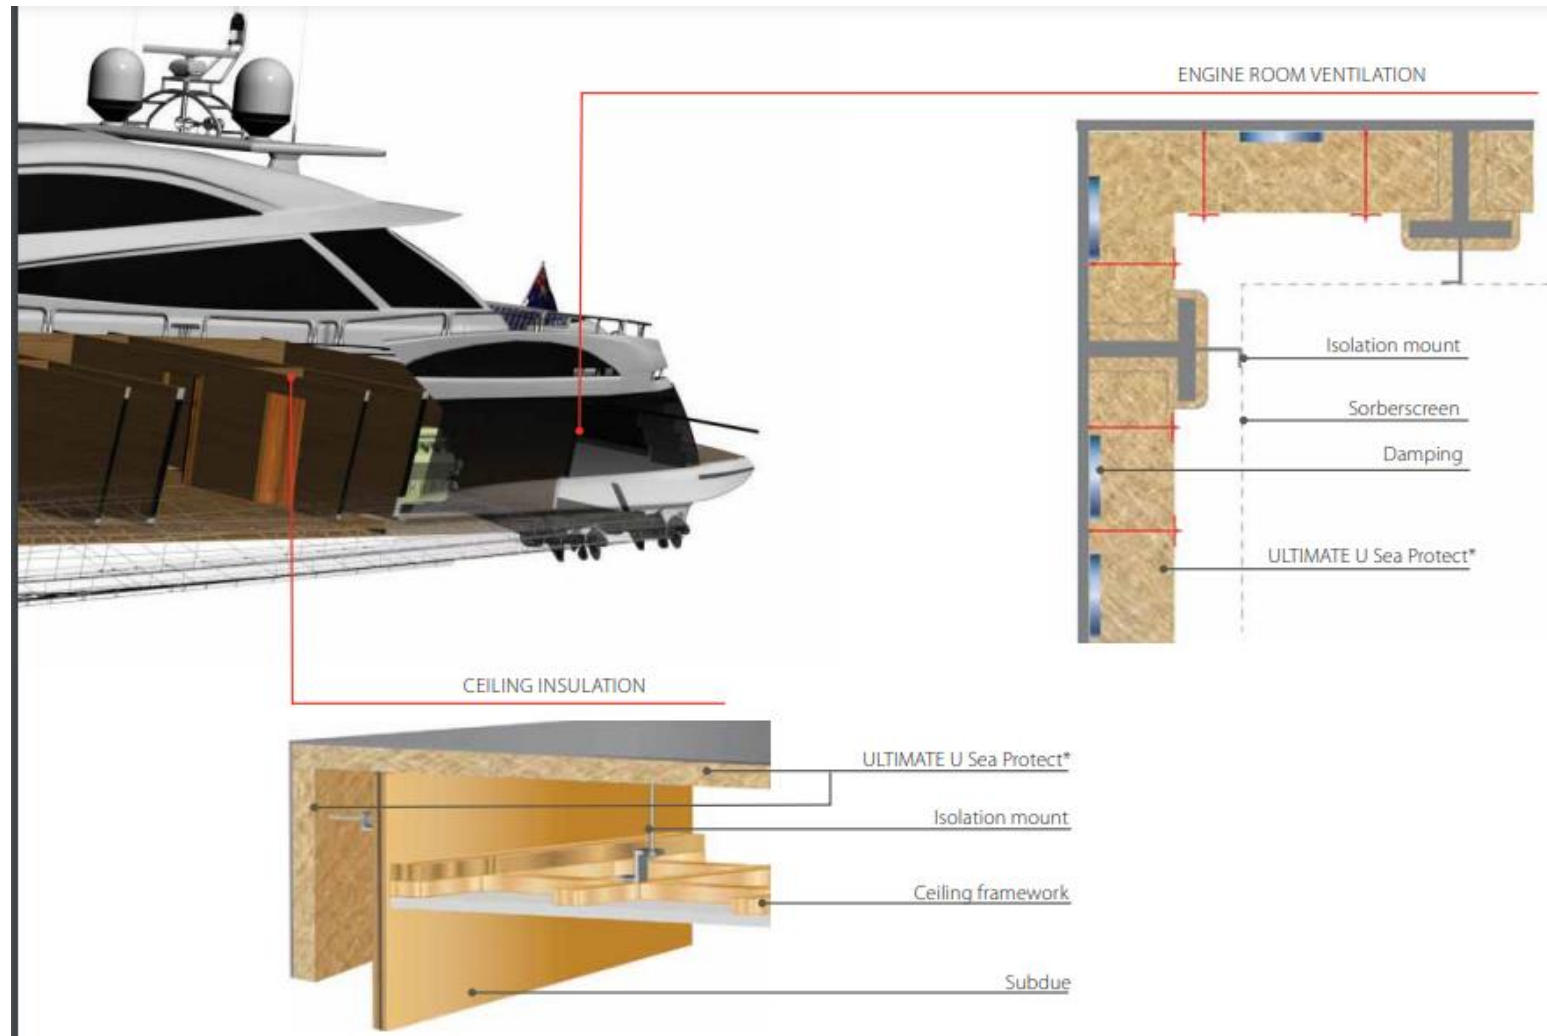 ENGINE ROOM VENTILATION
Isolation mount
Sorberscreen
Damping
ULTIMATE U Sea Protect*
CEILING INSULATION
ULTIMATE U Sea Protect*
Isolation mount
Ceiling framework
Subdue